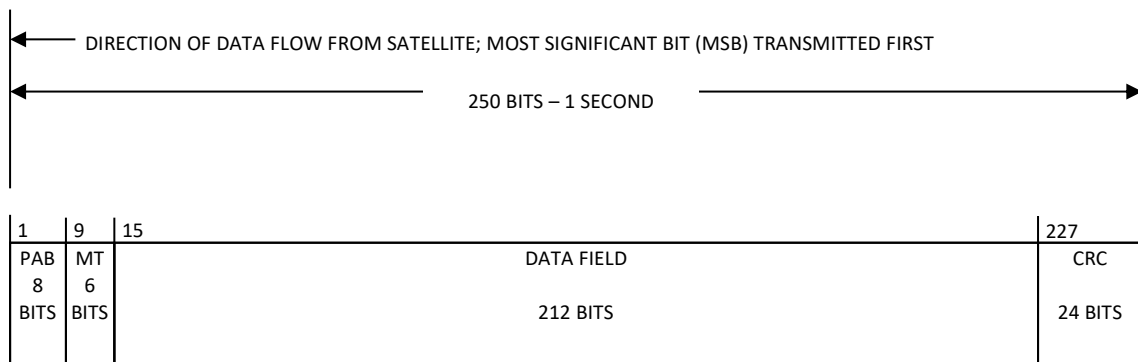 DIRECTION OF DATA FLOW FROM SATELLITE; MOST SIGNIFICANT BIT (MSB) TRANSMITTED FIRST
250 BITS – 1 SECOND
1 9 15 227
PAB MT DATA FIELD CRC
8 6
BITS BITS 212 BITS 24 BITS